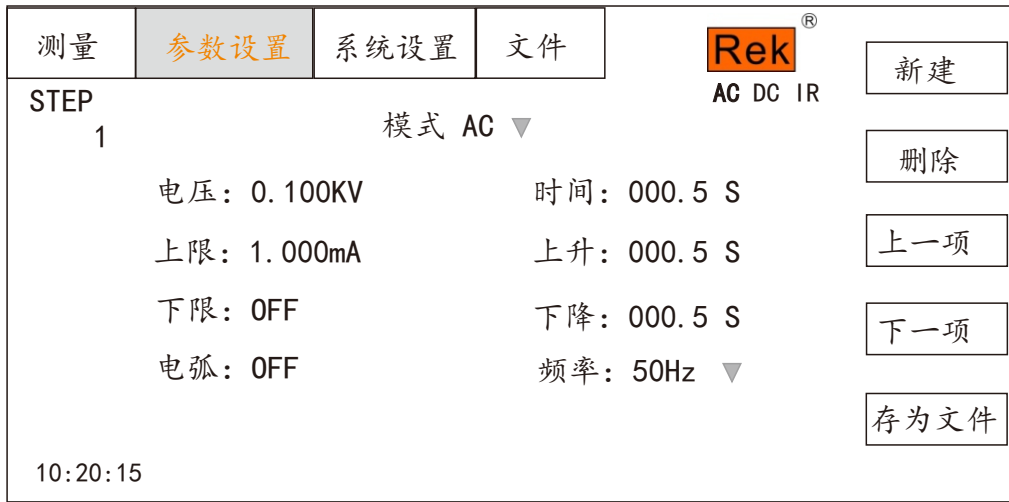 测量 参数设置 系统设置 文件
Rek®
AC DC IR
STEP
1
模式 AC ▼
电压: 0.100KV 时间: 000.5 S
上限: 1.000mA 上升: 000.5 S
下限: OFF 下降: 000.5 S
电弧: OFF 频率: 50Hz ▼
10:20:15
新建
删除
上一项
下一项
存为文件